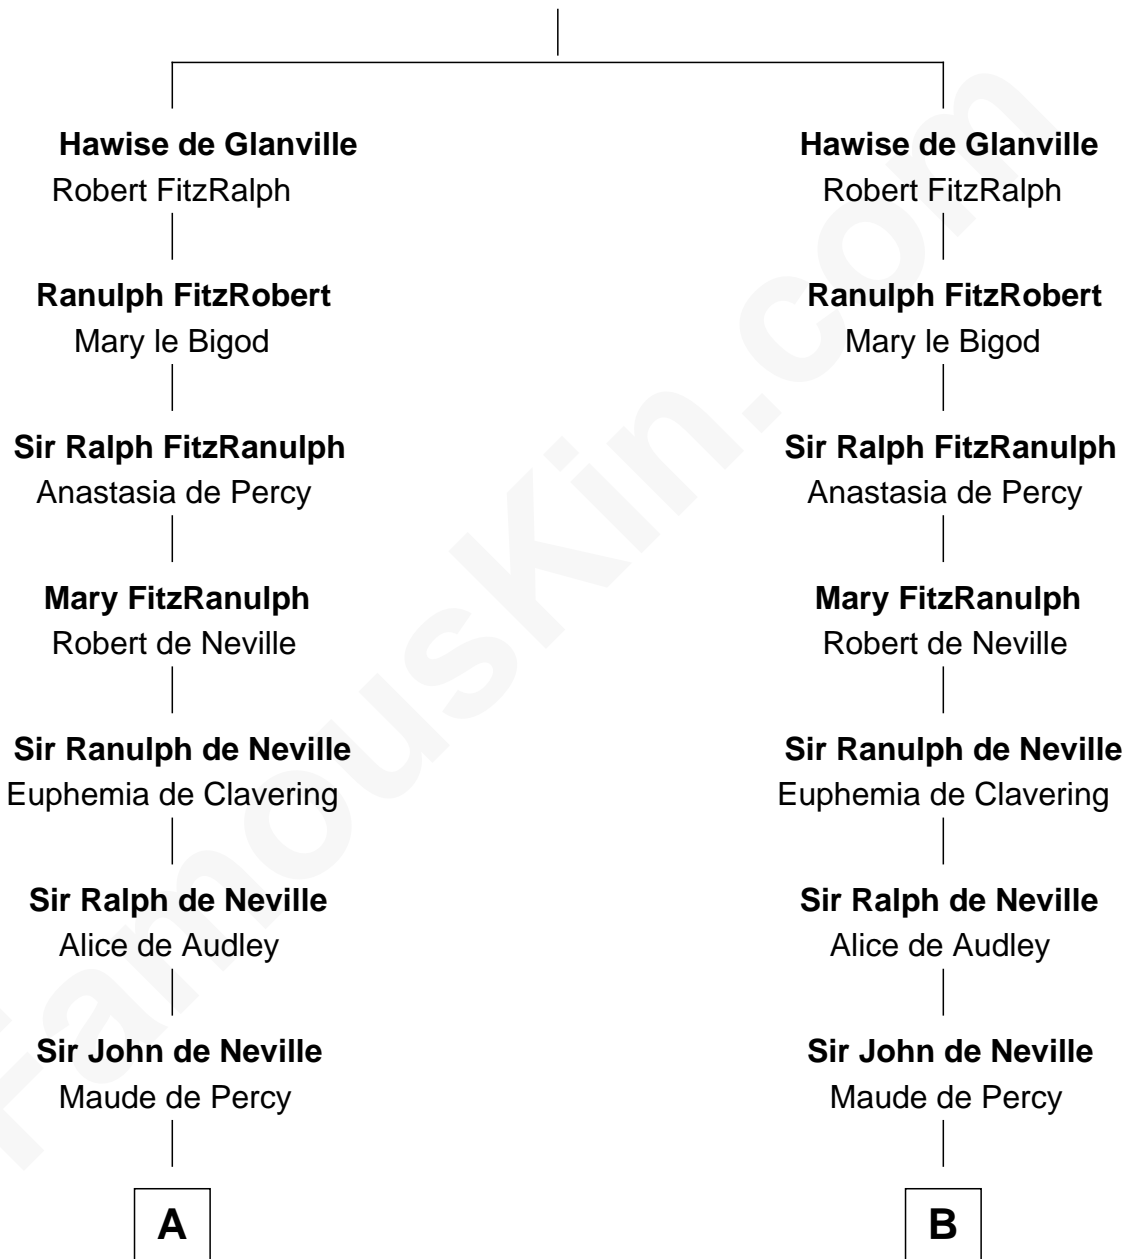 Hawise de Glanville
Robert FitzRalph
Ranulph FitzRobert
Mary le Bigod
Sir Ralph FitzRanulph
Anastasia de Percy
Mary FitzRanulph
Robert de Neville
Sir Ranulph de Neville
Euphemia de Clavering
Sir Ralph de Neville
Alice de Audley
Sir John de Neville
Maude de Percy
A
Hawise de Glanville
Robert FitzRalph
Ranulph FitzRobert
Mary le Bigod
Sir Ralph FitzRanulph
Anastasia de Percy
Mary FitzRanulph
Robert de Neville
Sir Ranulph de Neville
Euphemia de Clavering
Sir Ralph de Neville
Alice de Audley
Sir John de Neville
Maude de Percy
B
FamousKin.com